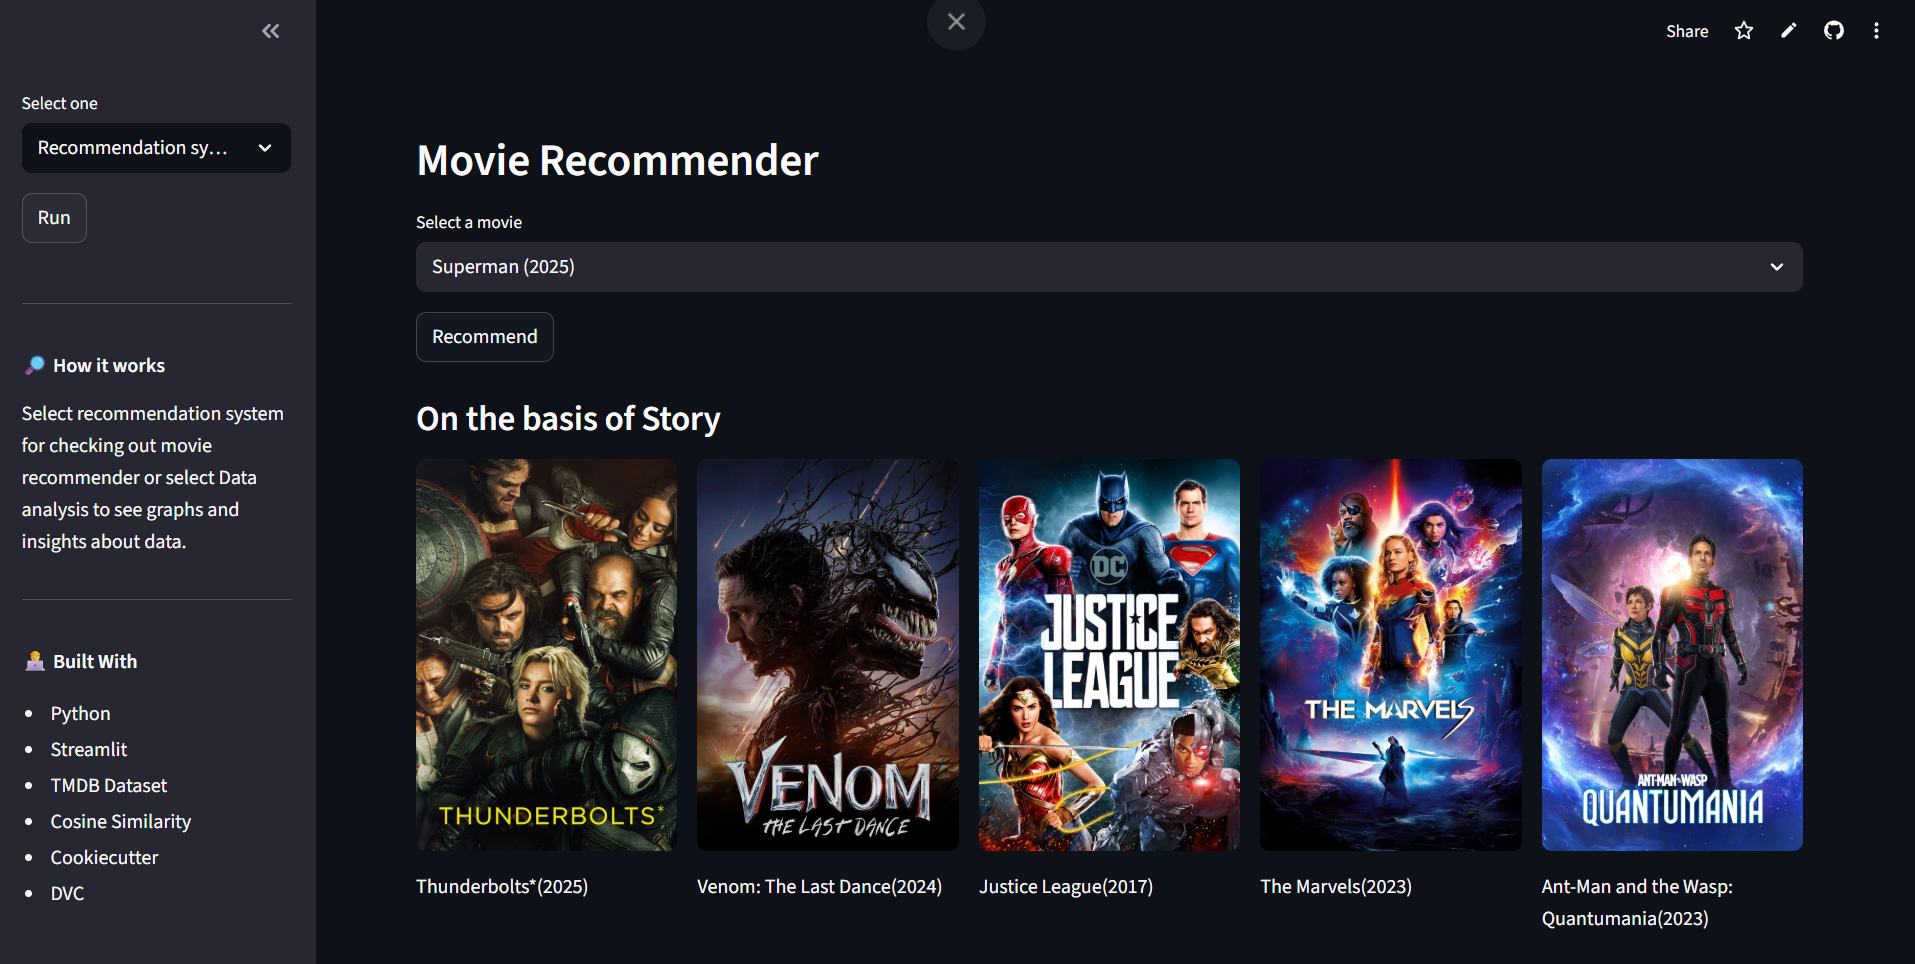 Share
Select one
Recommendation sy...
Run
How it works
Select recommendation system
for checking out movie
recommender or select Data
analysis to see graphs and
insights about data.
Built With
Python
Streamlit
TMDB Dataset
Cosine Similarity
Cookiecutter
DVC
Movie Recommender
Select a movie
Superman (2025)
Recommend
On the basis of Story
THUNDERBOLTS*
Thunderbolts*(2025)
VENOM
THE LAST DANCE
Venom: The Last Dance(2024)
DC
JUSTICE
LEAGUE
Justice League(2017)
THE MARVELS
The Marvels(2023)
ANT-MAN AND THE WASP
QUANTUMANIA
Ant-Man and the Wasp:
Quantumania(2023)